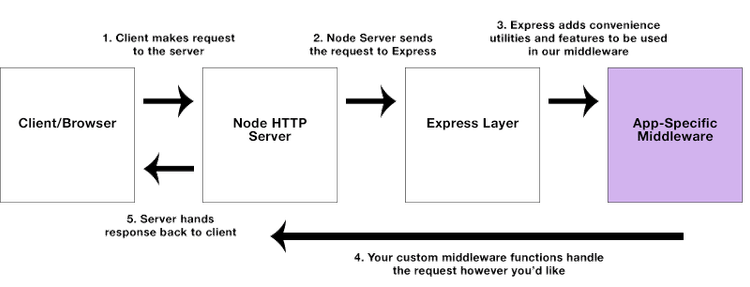 1. Client makes request
to the server
2. Node Server sends
the request to Express
3. Express adds convenience
utilities and features to be used
in our middleware
Client/Browser
Node HTTP
Server
Express Layer
App-Specific
Middleware
5. Server hands
response back to client
4. Your custom middleware functions handle
the request however you'd like